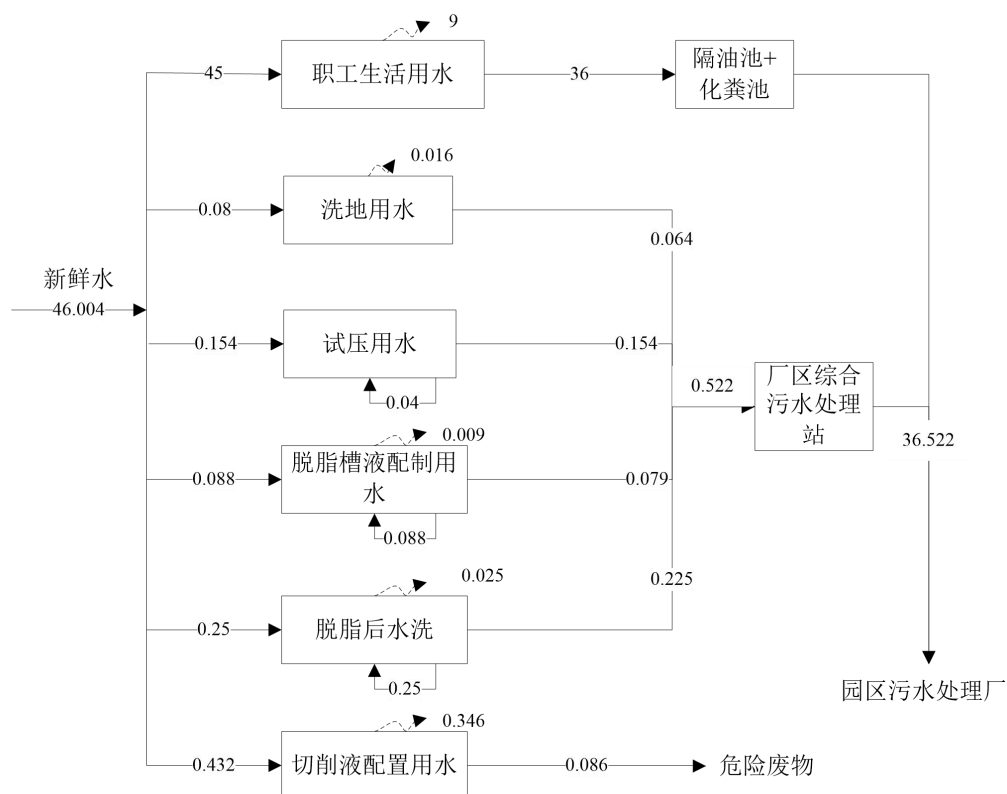 9
45
职工生活用水
36
隔油池+
化粪池
0.016
0.08
洗地用水
0.064
新鲜水
46.004
0.154
试压用水
0.154
0.04
0.522
厂区综合
污水处理
站
36.522
0.009
0.088
脱脂槽液配制用
水
0.079
0.088
0.025
0.225
0.25
脱脂后水洗
0.25
园区污水处理厂
0.346
0.432
切削液配置用水
0.086
危险废物